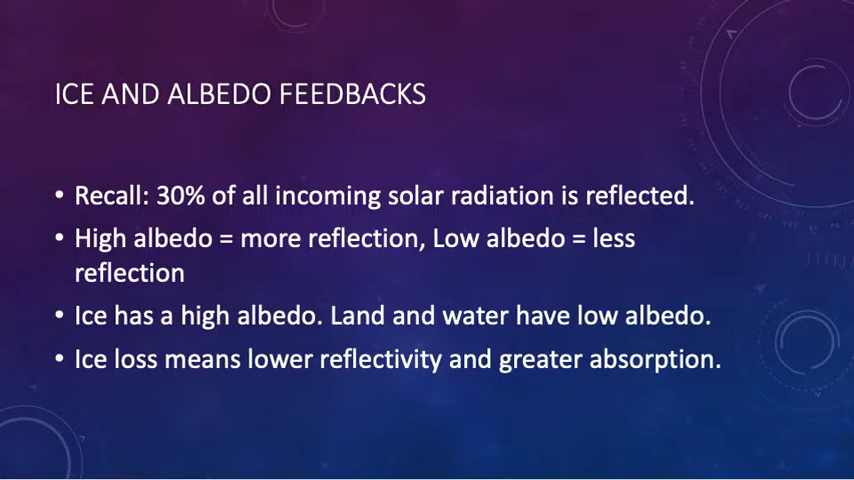 ICE AND ALBEDO FEEDBACKS
• Recall: 30% of all incoming solar radiation is reflected.
• High albedo = more reflection, Low albedo = less
reflection
• Ice has a high albedo. Land and water have low albedo.
• Ice loss means lower reflectivity and greater absorption.